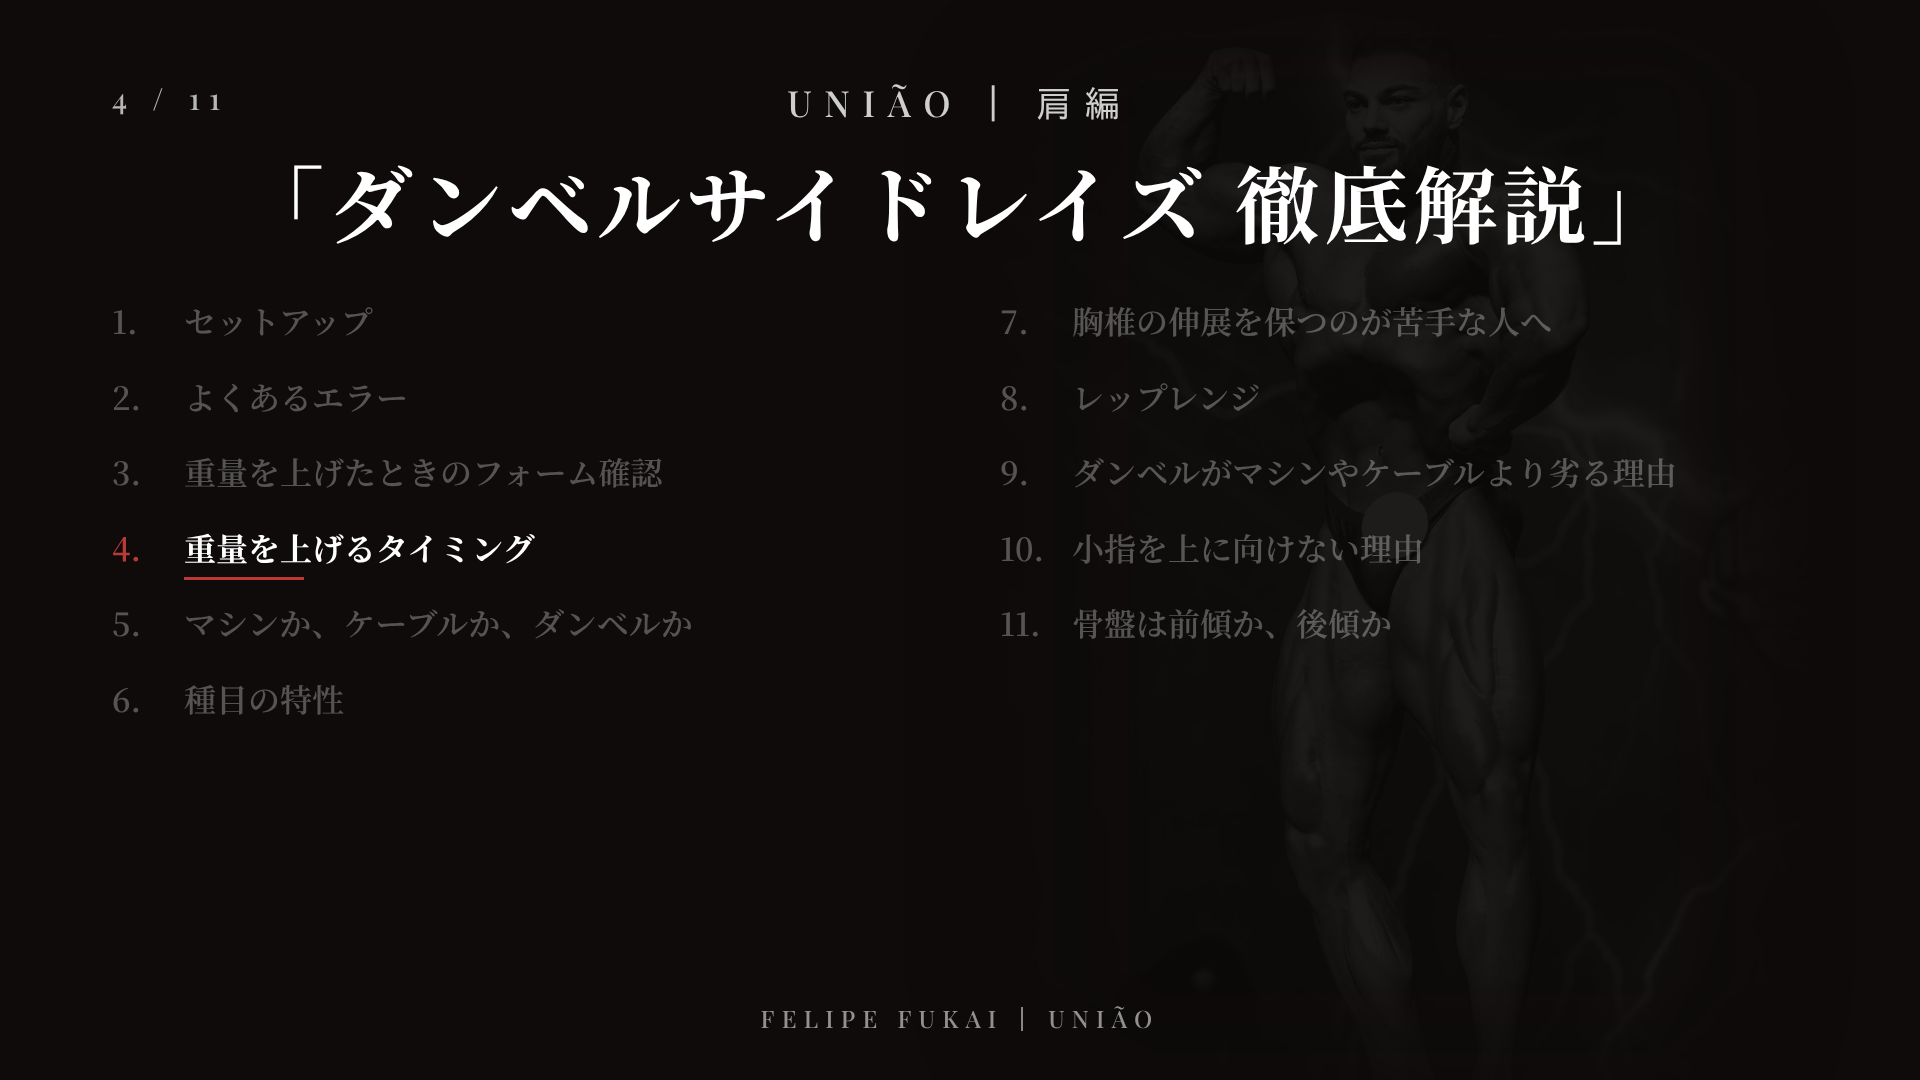 4 / 11
UNIÃO | 肩編
「ダンベルサイドレイズ 徹底解説」
1. セットアップ
2. よくあるエラー
3. 重量を上げたときのフォーム確認
4. 重量を上げるタイミング
5. マシンか、ケーブルか、ダンベルか
6. 種目の特性
7. 胸椎の伸展を保つのが苦手な人へ
8. レップレンジ
9. ダンベルがマシンやケーブルより劣る理由
10. 小指を上に向けない理由
11. 骨盤は前傾か、後傾か
FELIPE FUKAI | UNIÃO